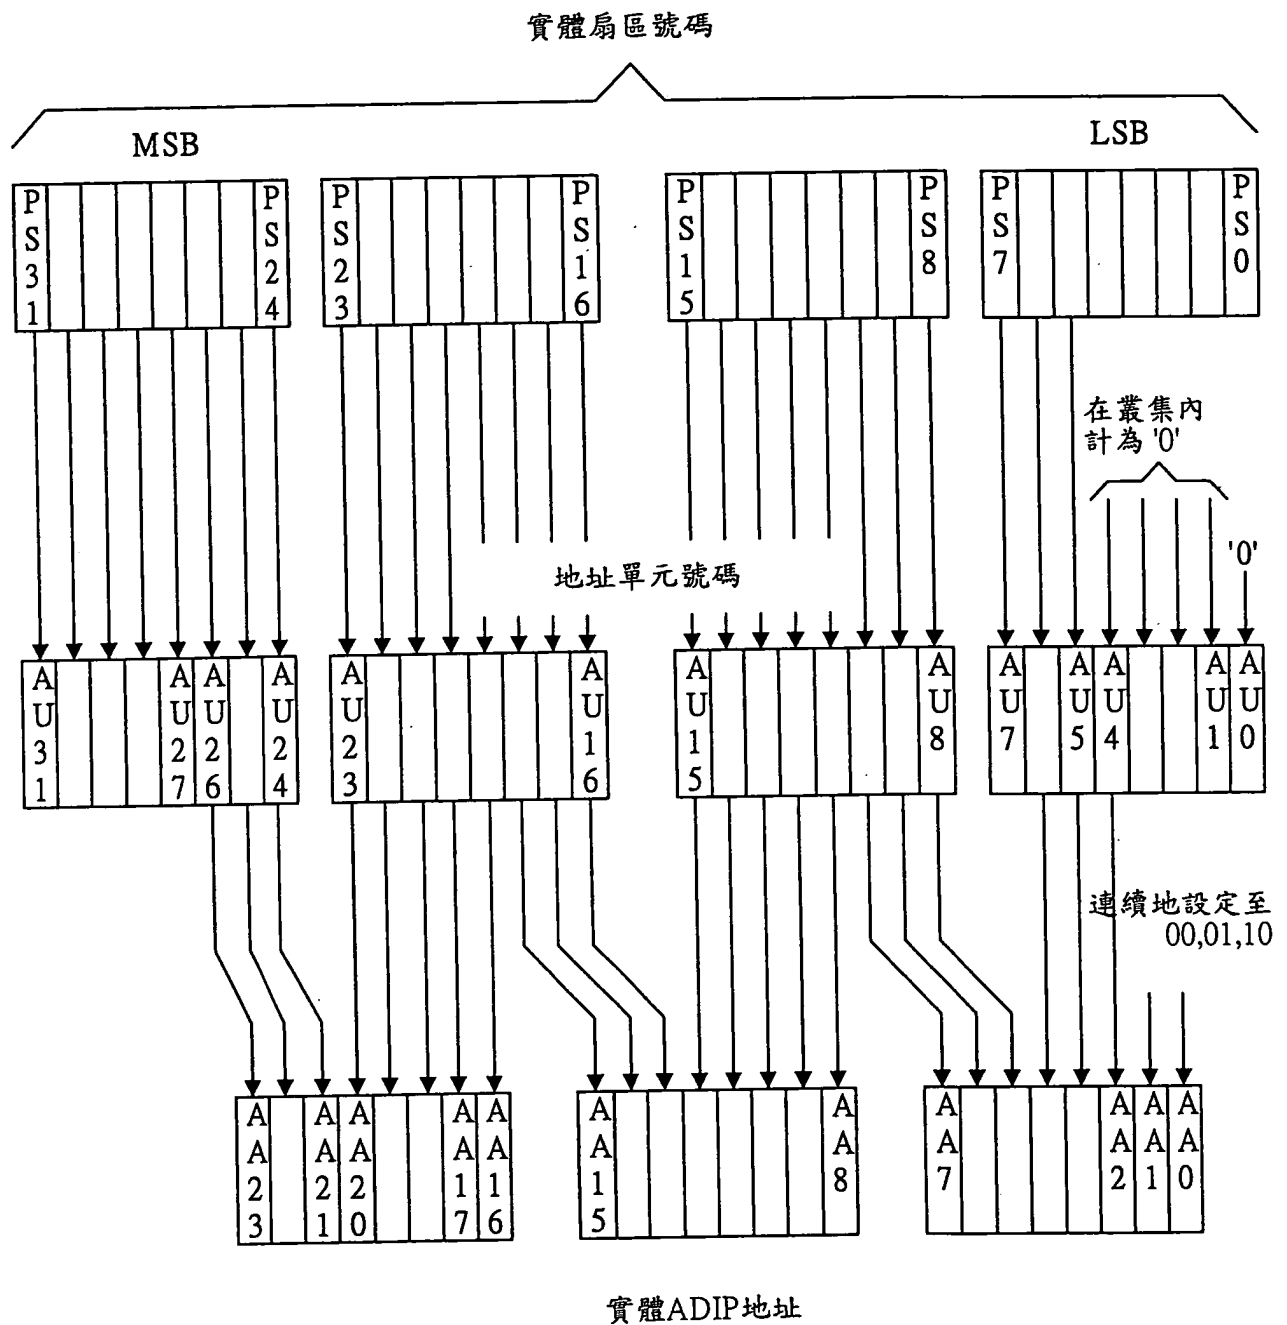 實體扇區號碼
MSB
LSB
PS31
PS24
PS23
PS16
PS15
PS8
PS7
PS0
在叢集內
計為 '0'
'0'
地址單元號碼
AU31
AU27
AU26
AU24
AU23
AU16
AU15
AU8
AU7
AU5
AU4
AU1
AU0
連續地設定至
00,01,10
AA23
AA21
AA20
AA17
AA16
AA15
AA8
AA7
AA2
AA1
AA0
實體ADIP地址